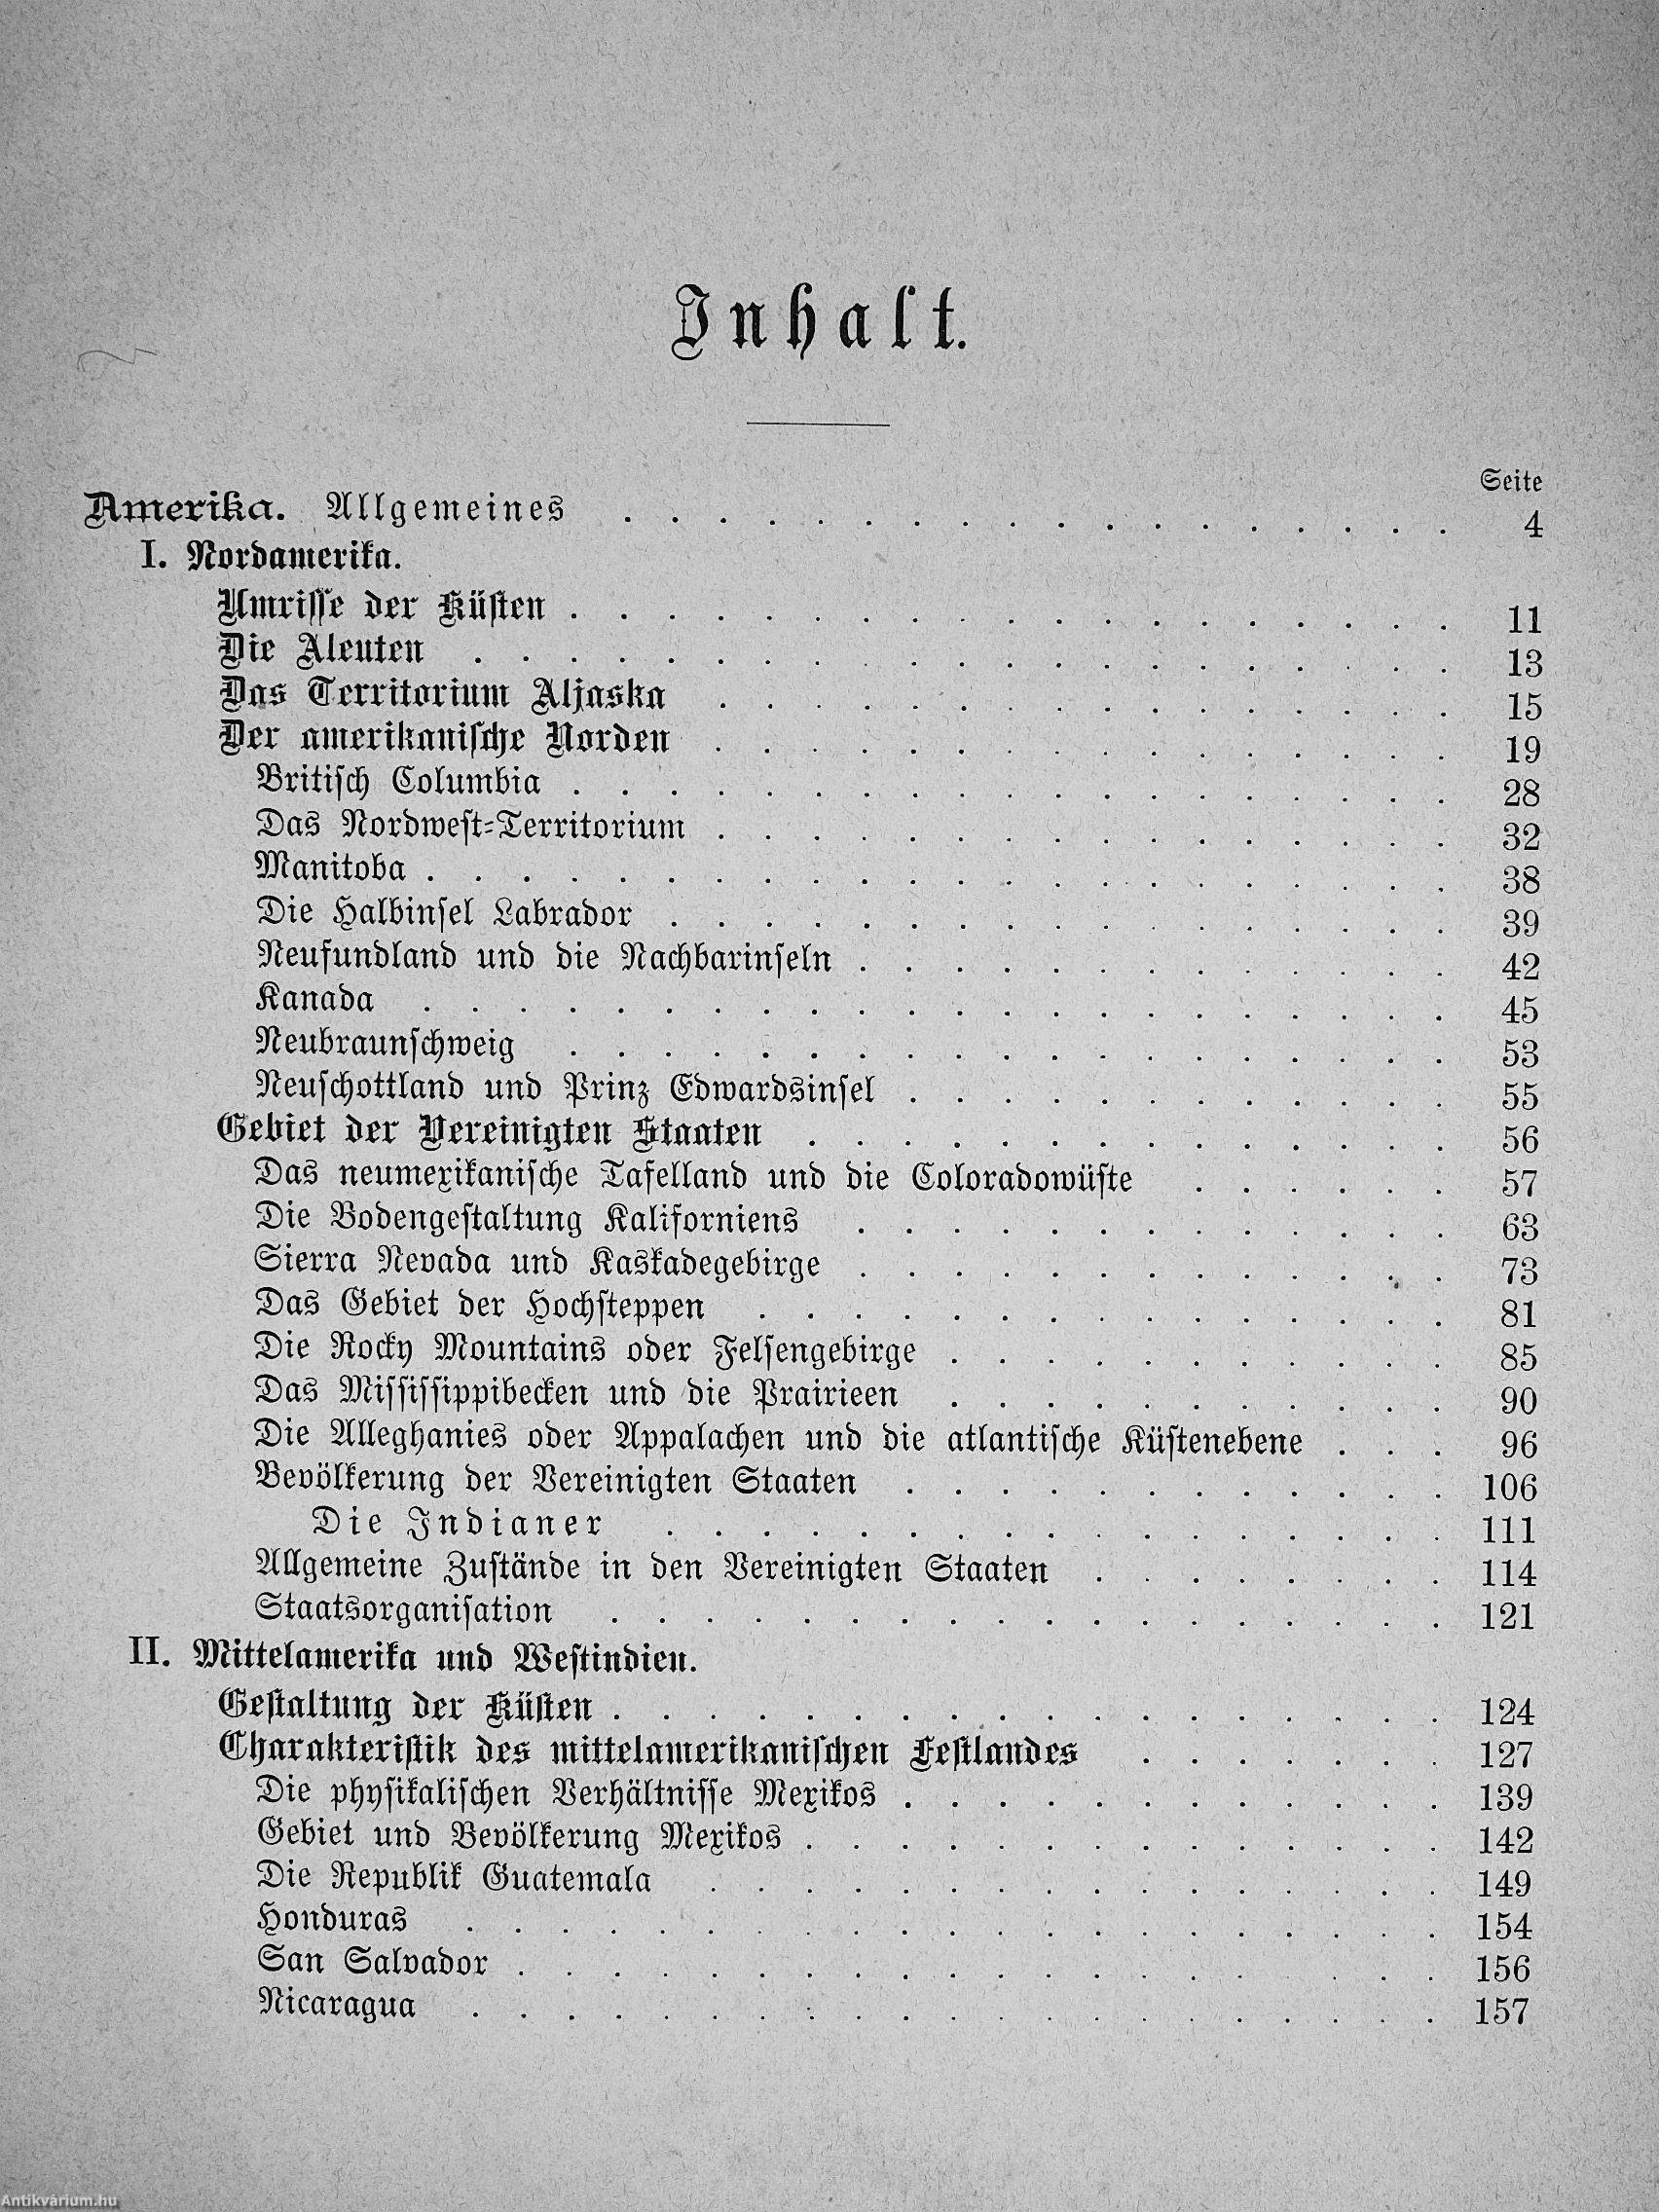 Inhalt.
Seite
Amerika. Allgemeines . . . . . . . . . . . . . . . . . . 4
I. Nordamerika.
Umrisse der Küsten . . . . . . . . . . . . . . . . . . . 11
Die Aleuten . . . . . . . . . . . . . . . . . . . . . 13
Das Territorium Aljaska . . . . . . . . . . . . . . . . 15
Der amerikanische Norden . . . . . . . . . . . . . . . . 19
Britisch Columbia . . . . . . . . . . . . . . . . . . . 28
Das Nordwest-Territorium . . . . . . . . . . . . . . . . 32
Manitoba . . . . . . . . . . . . . . . . . . . . . . 38
Die Halbinsel Labrador . . . . . . . . . . . . . . . . . 39
Neufundland und die Nachbarinseln . . . . . . . . . . . . . 42
Kanada . . . . . . . . . . . . . . . . . . . . . . 45
Neubraunschweig . . . . . . . . . . . . . . . . . . . 53
Neuschottland und Prinz Edwardsinsel . . . . . . . . . . . . 55
Gebiet der Vereinigten Staaten . . . . . . . . . . . . . . 56
Das neumexikanische Tafelland und die Coloradowüste . . . . . . 57
Die Bodengestaltung Kaliforniens . . . . . . . . . . . . . 63
Sierra Nevada und Kaskadegebirge . . . . . . . . . . . . . 73
Das Gebiet der Hochsteppen . . . . . . . . . . . . . . . 81
Die Rocky Mountains oder Felsengebirge . . . . . . . . . . . 85
Das Mississippibecken und die Prairieen . . . . . . . . . . . 90
Die Alleghanies oder Appalachen und die atlantische Küstenebene . . . 96
Bevölkerung der Vereinigten Staaten . . . . . . . . . . . . 106
Die Indianer . . . . . . . . . . . . . . . . . 111
Allgemeine Zustände in den Vereinigten Staaten . . . . . . . . 114
Staatsorganisation . . . . . . . . . . . . . . . . . . 121
II. Mittelamerika und Westindien.
Gestaltung der Küsten . . . . . . . . . . . . . . . . . . 124
Charakteristik des mittelamerikanischen Festlandes . . . . . . . 127
Die physikalischen Verhältnisse Mexikos . . . . . . . . . . . . 139
Gebiet und Bevölkerung Mexikos . . . . . . . . . . . . . . 142
Die Republik Guatemala . . . . . . . . . . . . . . . . 149
Honduras . . . . . . . . . . . . . . . . . . . . . 154
San Salvador . . . . . . . . . . . . . . . . . . . . 156
Nicaragua . . . . . . . . . . . . . . . . . . . . . 157
Antikvárium.hu